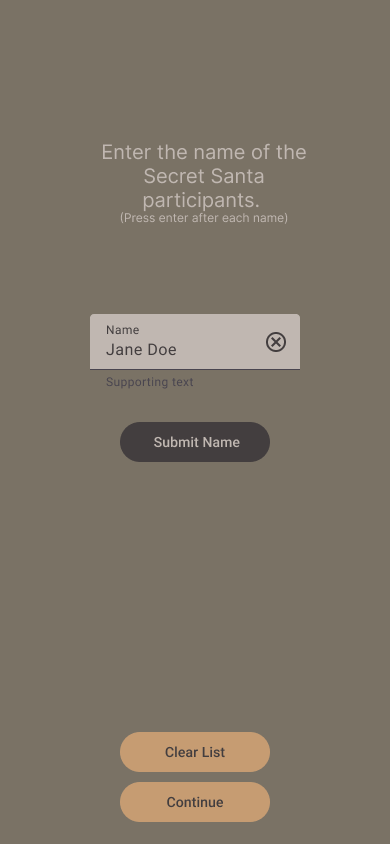 Enter the name of the
Secret Santa
participants.
(Press enter after each name)
Name
Jane Doe
Supporting text
Submit Name
Clear List
Continue